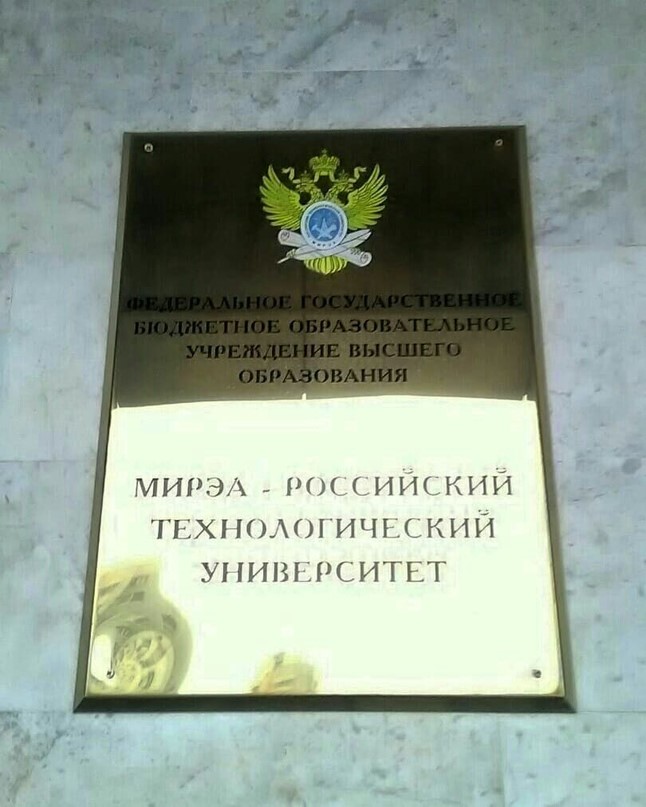 ФЕДЕРАЛЬНОЕ ГОСУДАРСТВЕННОЕ
БЮДЖЕТНОЕ ОБРАЗОВАТЕЛЬНОЕ
УЧРЕЖДЕНИЕ ВЫСШЕГО
ОБРАЗОВАНИЯ
МИРЭА - РОССИЙСКИЙ
ТЕХНОЛОГИЧЕСКИЙ
УНИВЕРСИТЕТ